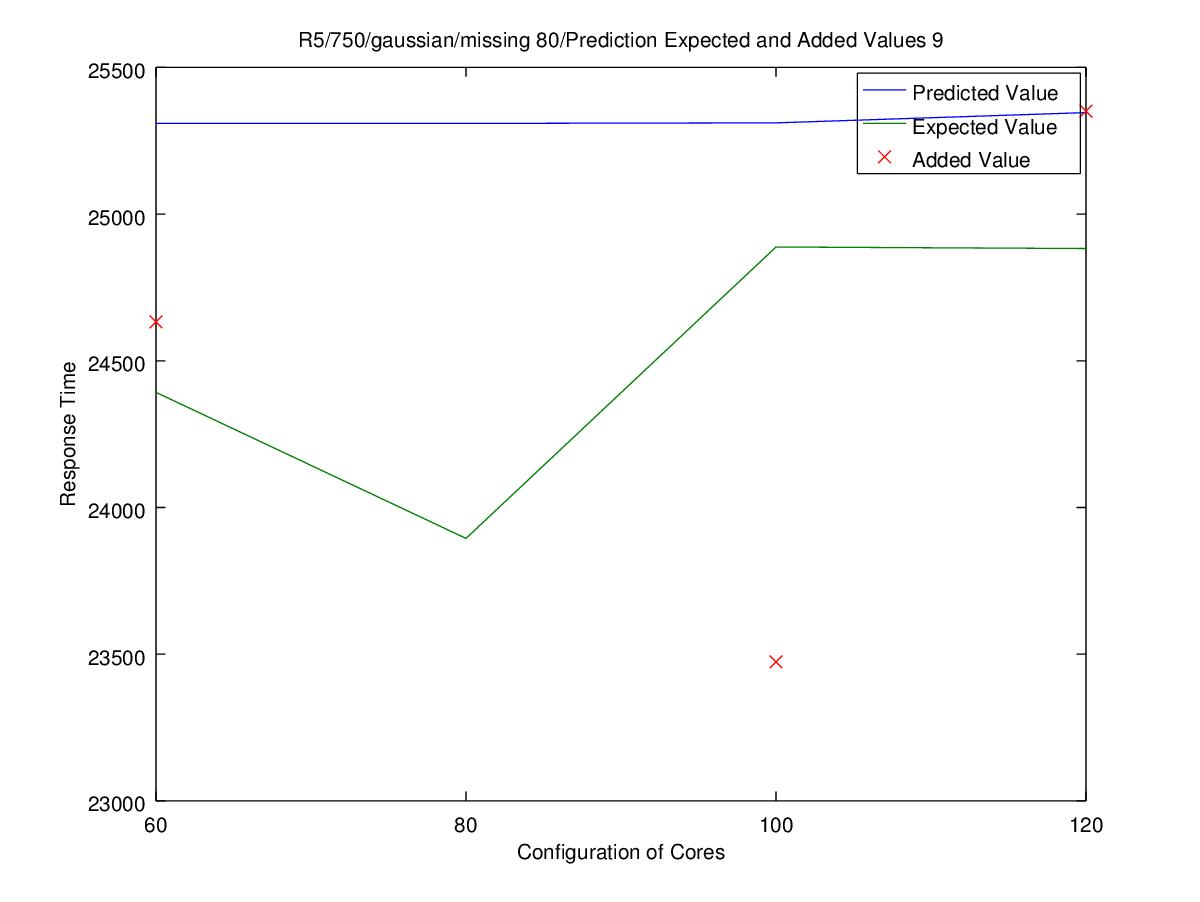 R5/750/gaussian/missing 80/Prediction Expected and Added Values 9
25500
25000
24500
24000
23500
23000
Response Time
Predicted Value
Expected Value
Added Value
60 80 100 120
Configuration of Cores